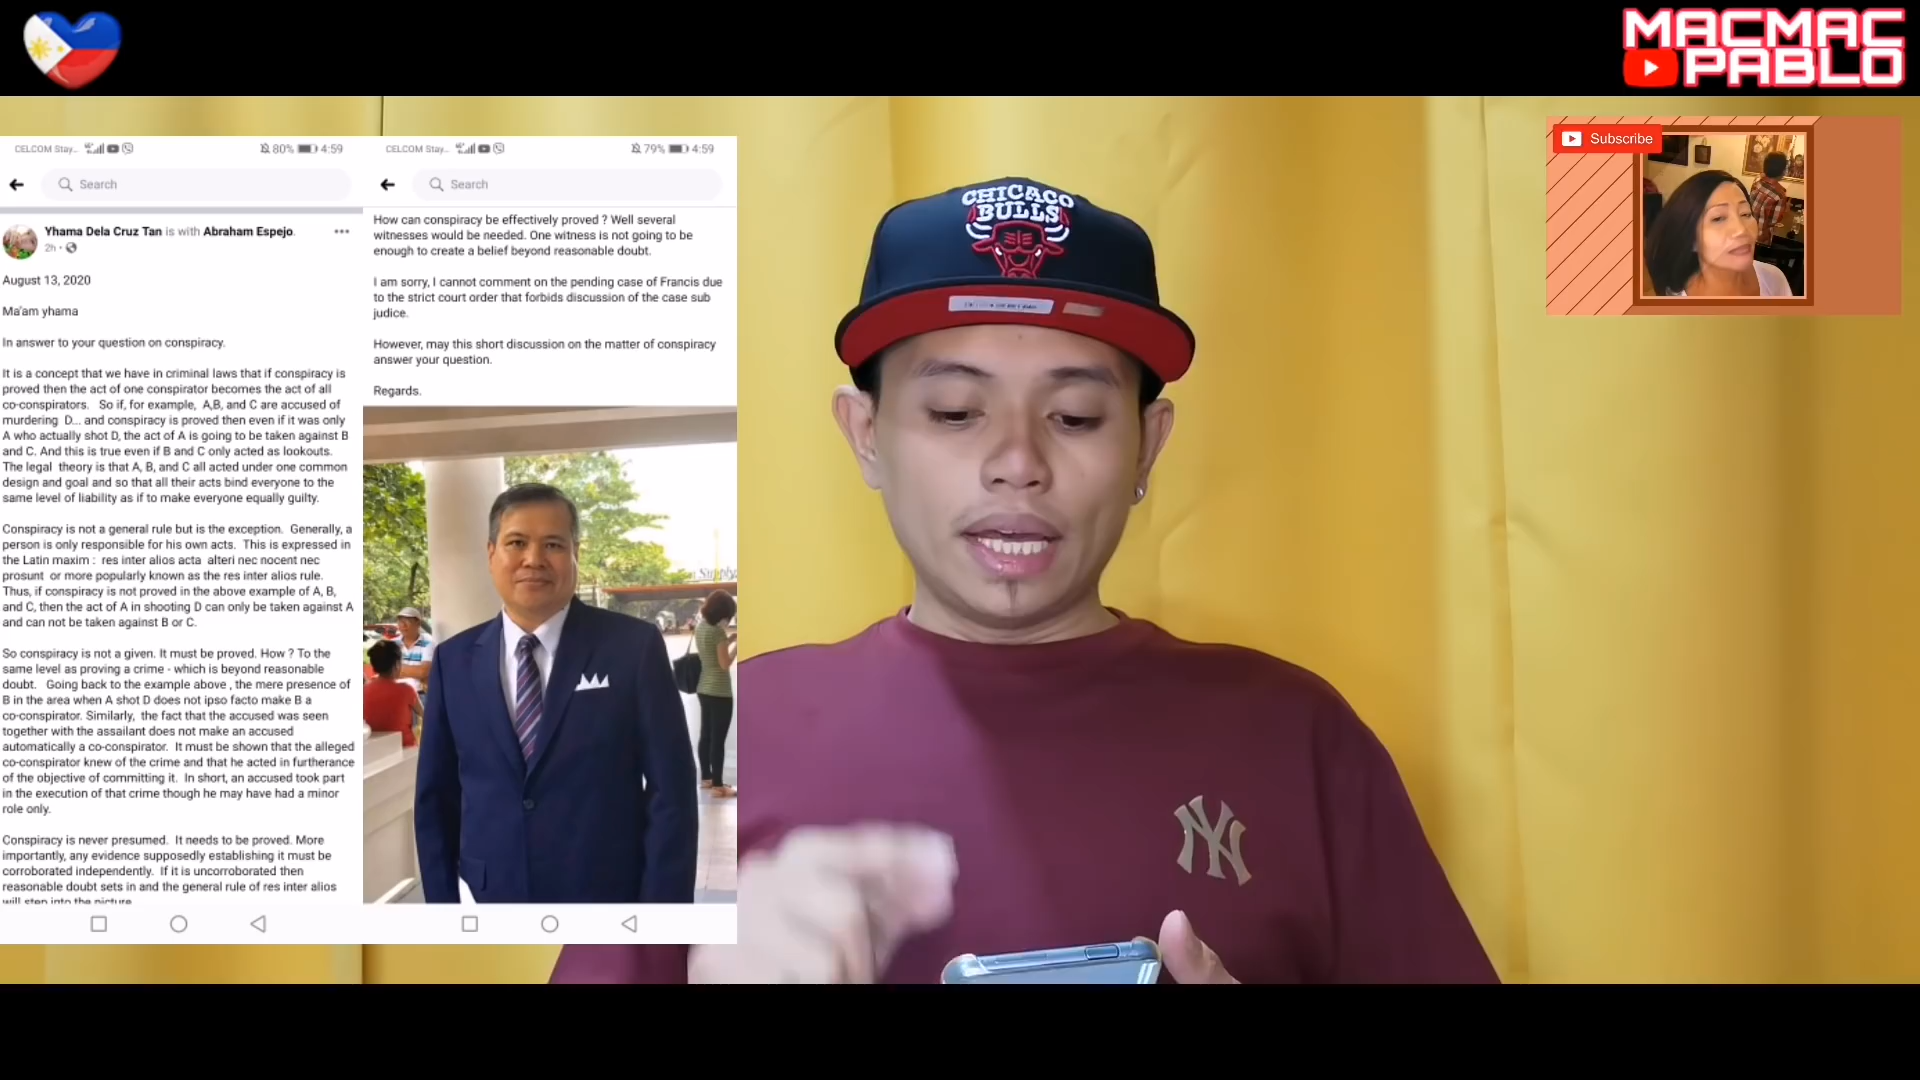 MACMAC
PABLO
Subscribe
CELCOM Stay...
80%
4:59
Search
Yhama Dela Cruz Tan is with Abraham Espejo.
2h
August 13, 2020
Ma'am yhama
In answer to your question on conspiracy.
It is a concept that we have in criminal laws that if conspiracy is
proved then the act of one conspirator becomes the act of all
co-conspirators. So if, for example, A,B, and C are accused of
murdering D... and conspiracy is proved then even if it was only
A who actually shot D, the act of A is going to be taken against B
and C. And this is true even if B and C only acted as lookouts.
The legal theory is that A, B, and C all acted under one common
design and goal and so that all their acts bind everyone to the
same level of liability as if to make everyone equally guilty.
Conspiracy is not a general rule but is the exception. Generally, a
person is only responsible for his own acts. This is expressed in
the Latin maxim : res inter alios acta alteri nec nocent nec
prosunt or more popularly known as the res inter alios rule.
Thus, if conspiracy is not proved in the above example of A, B,
and C, then the act of A in shooting D can only be taken against A
and can not be taken against B or C.
So conspiracy is not a given. It must be proved. How ? To the
same level as proving a crime - which is beyond reasonable
doubt. Going back to the example above , the mere presence of
B in the area when A shot D does not ipso facto make B a
co-conspirator. Similarly, the fact that the accused was seen
together with the assailant does not make an accused
automatically a co-conspirator. It must be shown that the alleged
co-conspirator knew of the crime and that he acted in furtherance
of the objective of committing it. In short, an accused took part
in the execution of that crime though he may have had a minor
role only.
Conspiracy is never presumed. It needs to be proved. More
importantly, any evidence supposedly establishing it must be
corroborated independently. If it is uncorroborated then
reasonable doubt sets in and the general rule of res inter alios
will step into the picture.
CELCOM Stay...
79%
4:59
Search
How can conspiracy be effectively proved ? Well several
witnesses would be needed. One witness is not going to be
enough to create a belief beyond reasonable doubt.
I am sorry, I cannot comment on the pending case of Francis due
to the strict court order that forbids discussion of the case sub
judice.
However, may this short discussion on the matter of conspiracy
answer your question.
Regards.
Simply
CHICAGO
BULLS
NY